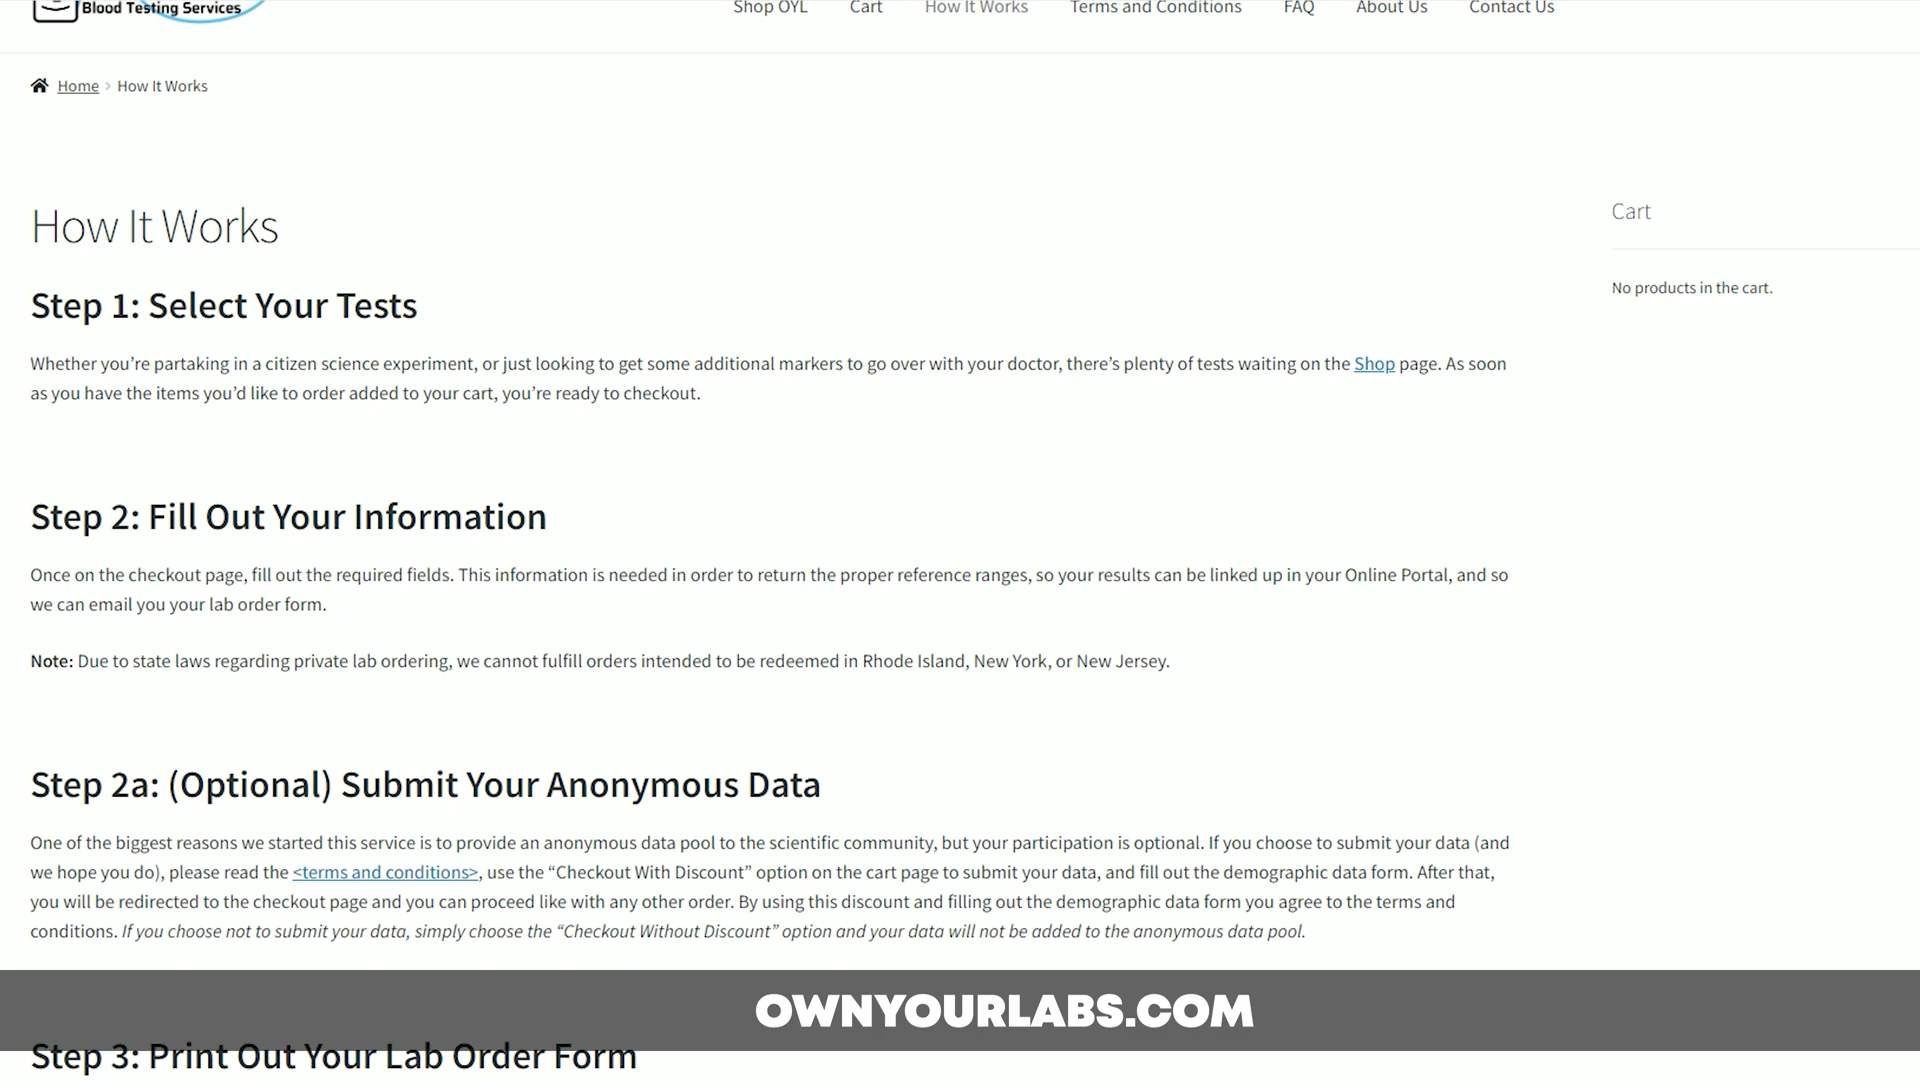 Blood Testing Services
Shop OYL Cart How It Works Terms and Conditions FAQ About Us Contact Us
Home › How It Works
How It Works
Cart
No products in the cart.
Step 1: Select Your Tests
Whether you’re partaking in a citizen science experiment, or just looking to get some additional markers to go over with your doctor, there’s plenty of tests waiting on the Shop page. As soon
as you have the items you’d like to order added to your cart, you’re ready to checkout.
Step 2: Fill Out Your Information
Once on the checkout page, fill out the required fields. This information is needed in order to return the proper reference ranges, so your results can be linked up in your Online Portal, and so
we can email you your lab order form.
Note: Due to state laws regarding private lab ordering, we cannot fulfill orders intended to be redeemed in Rhode Island, New York, or New Jersey.
Step 2a: (Optional) Submit Your Anonymous Data
One of the biggest reasons we started this service is to provide an anonymous data pool to the scientific community, but your participation is optional. If you choose to submit your data (and
we hope you do), please read the <terms and conditions>, use the “Checkout With Discount” option on the cart page to submit your data, and fill out the demographic data form. After that,
you will be redirected to the checkout page and you can proceed like with any other order. By using this discount and filling out the demographic data form you agree to the terms and
conditions. If you choose not to submit your data, simply choose the “Checkout Without Discount” option and your data will not be added to the anonymous data pool.
OWNYOURLABS.COM
Step 3: Print Out Your Lab Order Form